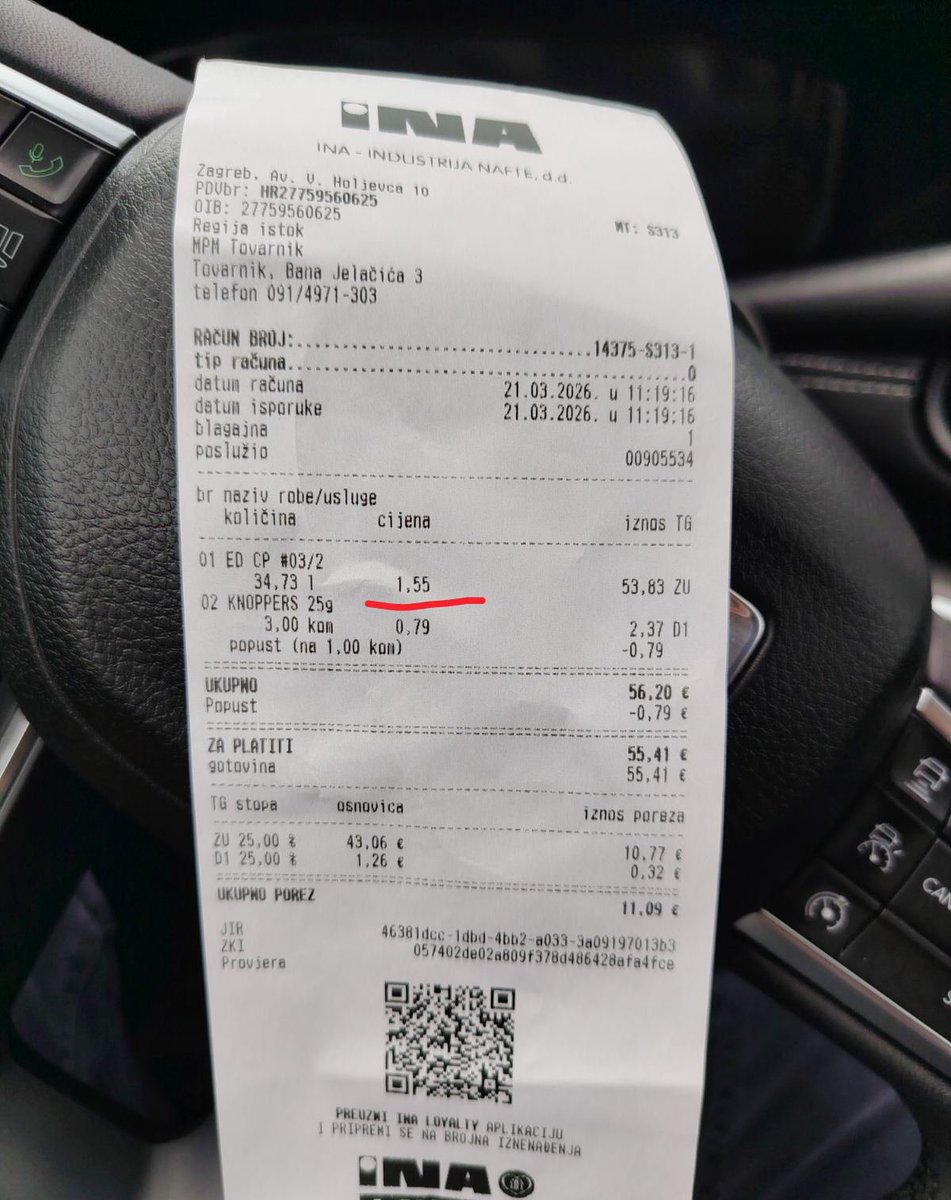 INA
INA - INDUSTRIJA NAFTE, d.d.
Zagreb, Av. V. Holjevca 10
PDVbr: HR27759560625
OIB: 27759560625
Regija istok MT: S313
MPM Tovarnik
Tovarnik, Bana Jelačića 3
telefon 091/4971-303
RAČUN BROJ:..............................14375-S313-1
tip računa..........................................0
datum računa 21.03.2026. u 11:19:16
datum isporuke 21.03.2026. u 11:19:16
blagajna 1
poslužio 00905534
br naziv robe/usluge
količina cijena iznos TG
01 ED CP #03/2
34,73 l 1,55 53,83 ZU
02 KNOPPERS 25g
3,00 kom 0,79 2,37 D1
popust (na 1,00 kom) -0,79
UKUPNO 56,20 €
Popust -0,79 €
ZA PLATITI 55,41 €
gotovina 55,41 €
TG stopa osnovica iznos poreza
ZU 25,00 % 43,06 € 10,77 €
D1 25,00 % 1,26 € 0,32 €
UKUPNO POREZ 11,09 €
JIR 46381dcc-1dbd-4bb2-a033-3a09197013b3
ZKI 057402de02a809f378d486428afa4fce
Provjera
PREUZMI INA LOYALTY APLIKACIJU
I PRIPREMI SE NA BROJNA IZNENAĐENJA
INA